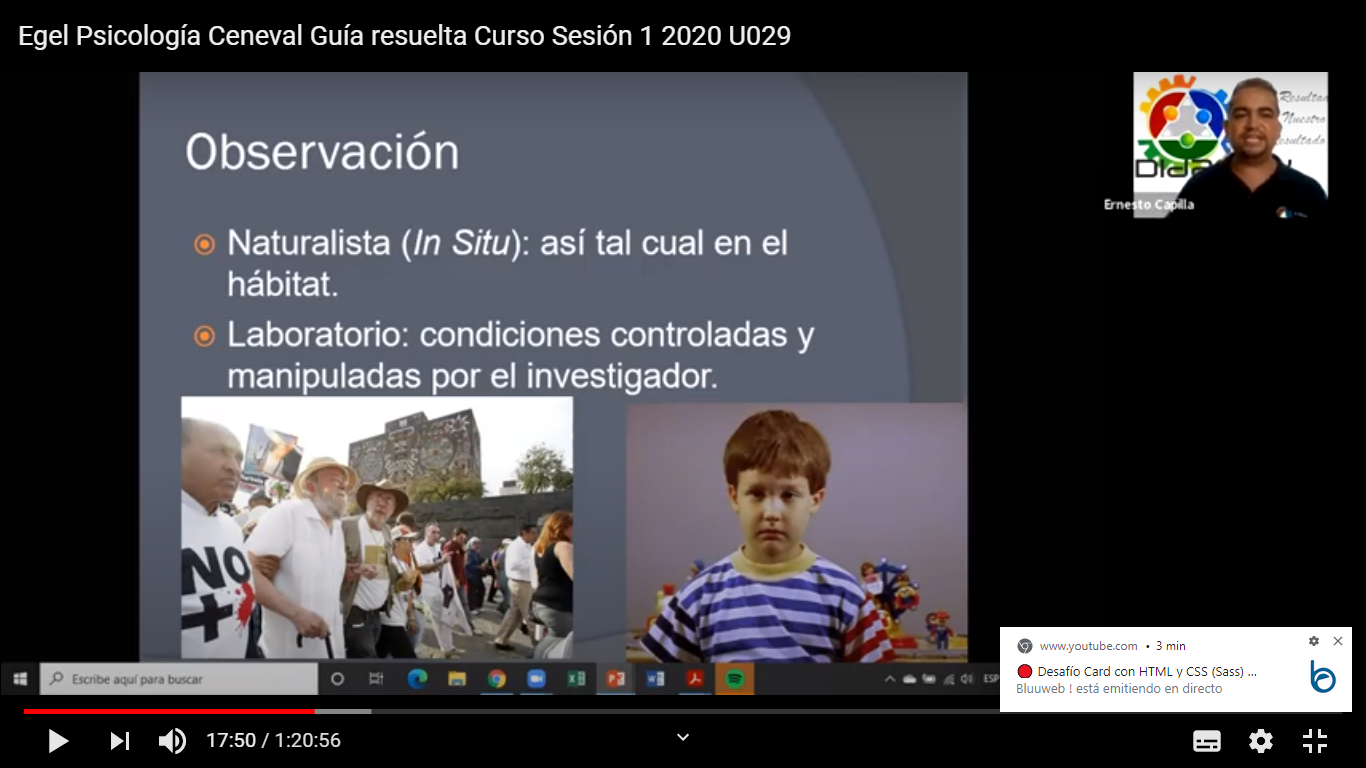 Egel Psicología Ceneval Guía resuelta Curso Sesión 1 2020 U029
Observación
Naturalista (In Situ): así tal cual en el
hábitat.
Laboratorio: condiciones controladas y
manipuladas por el investigador.
Resultad
Nuestro
Resultado
Ernesto Capilla
NO
+
Escribe aquí para buscar
ESP
www.youtube.com • 3 min
Desafío Card con HTML y CSS (Sass) ...
Bluuweb ! está emitiendo en directo
17:50 / 1:20:56